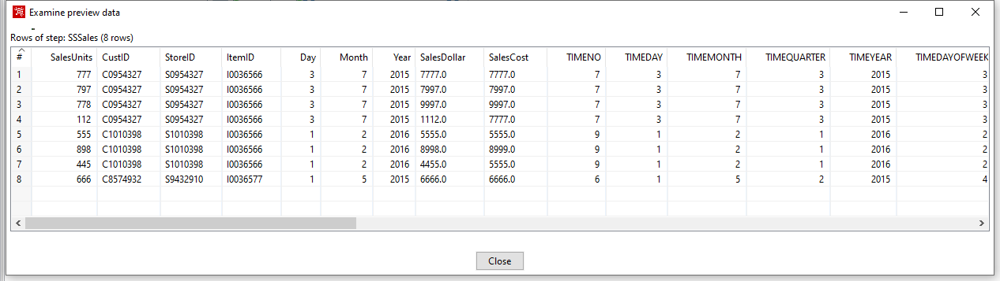 Examine preview data
Rows of step: SSSales (8 rows)
# SalesUnits CustID StoreID ItemID Day Month Year SalesDollar SalesCost TIMENO TIMEDAY TIMEMONTH TIMEQUARTER TIMEYEAR TIMEDAYOFWEEK
1 777 C0954327 S0954327 I0036566 3 7 2015 7777.0 7777.0 7 3 7 3 2015 3
2 797 C0954327 S0954327 I0036566 3 7 2015 7997.0 7997.0 7 3 7 3 2015 3
3 778 C0954327 S0954327 I0036566 3 7 2015 9997.0 9997.0 7 3 7 3 2015 3
4 112 C0954327 S0954327 I0036566 3 7 2015 1112.0 7777.0 7 3 7 3 2015 3
5 555 C1010398 S1010398 I0036566 1 2 2016 5555.0 5555.0 9 1 2 1 2016 2
6 898 C1010398 S1010398 I0036566 1 2 2016 8998.0 8999.0 9 1 2 1 2016 2
7 445 C1010398 S1010398 I0036566 1 2 2016 4455.0 5555.0 9 1 2 1 2016 2
8 666 C8574932 S9432910 I0036577 1 5 2015 6666.0 6666.0 6 1 5 2 2015 4
Close